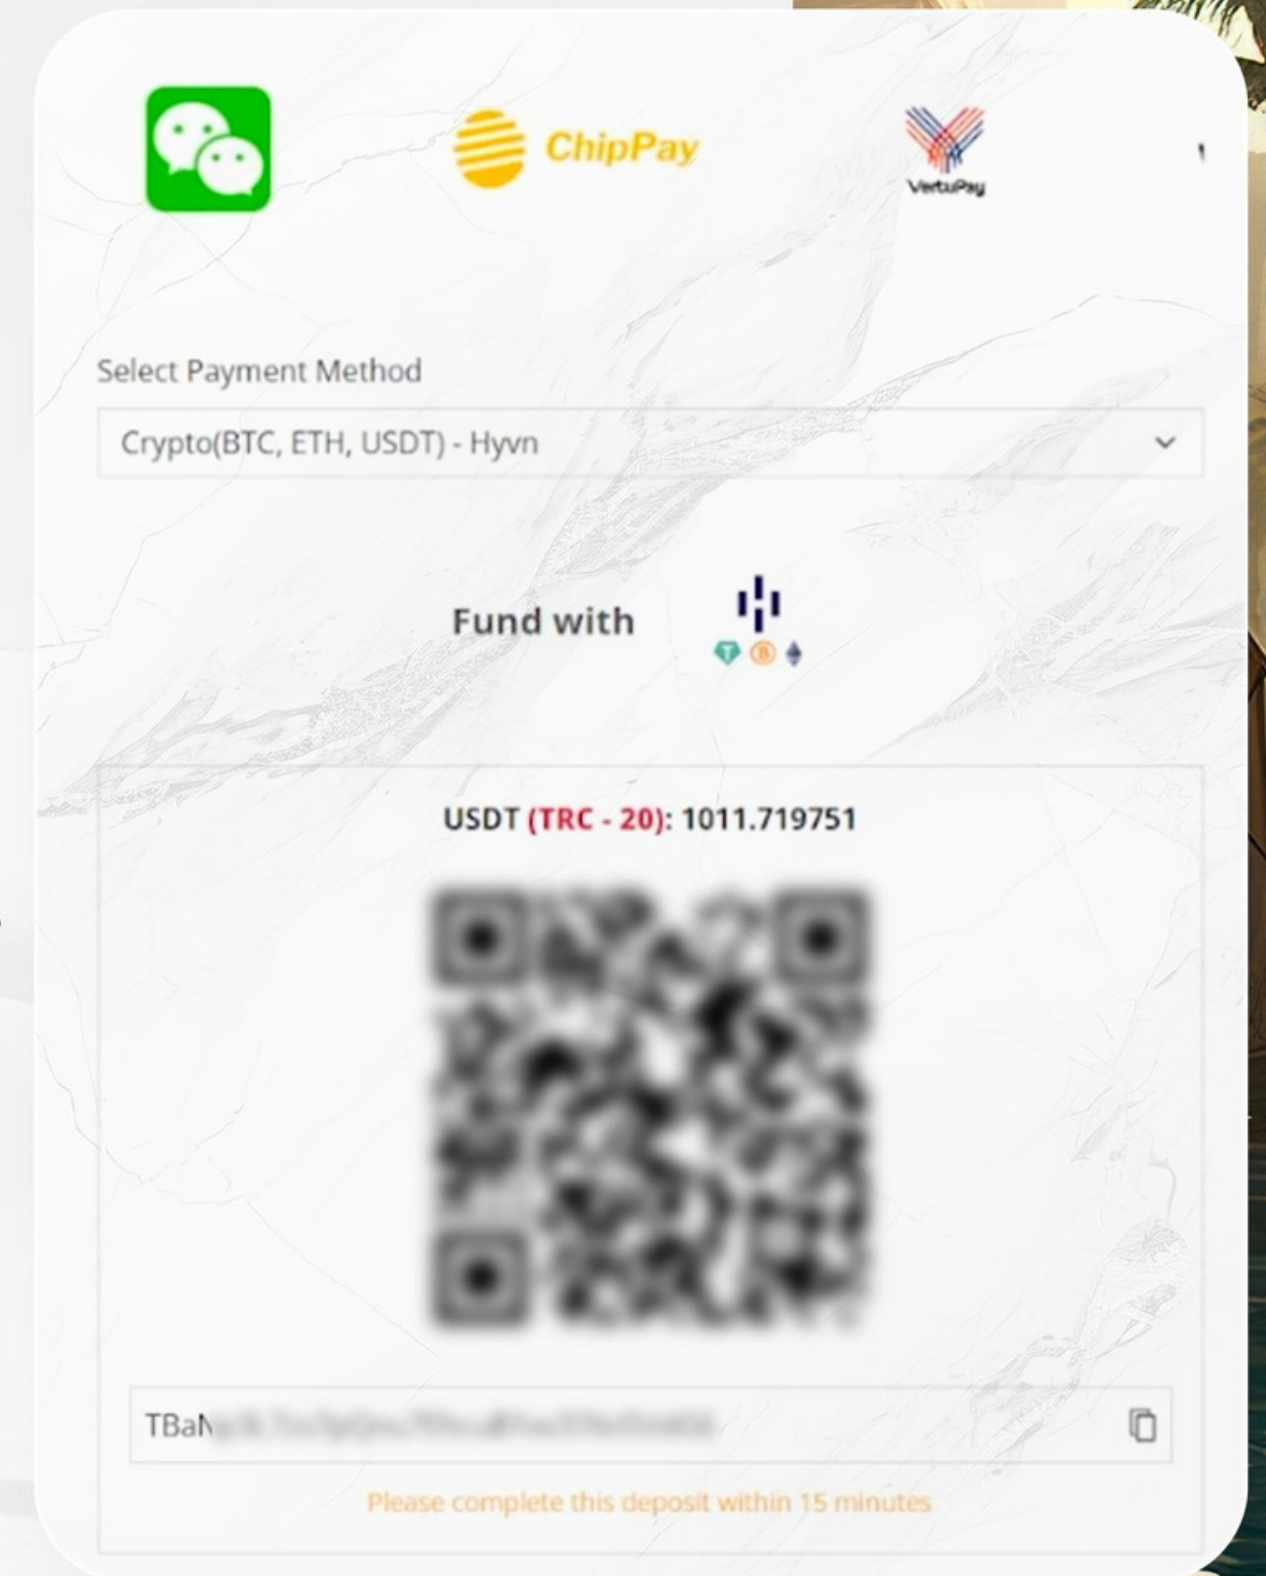 ChipPay
VertuPay
Select Payment Method
Crypto(BTC, ETH, USDT) - Hyvn
Fund with
USDT (TRC - 20): 1011.719751
TBaN
Please complete this deposit within 15 minutes